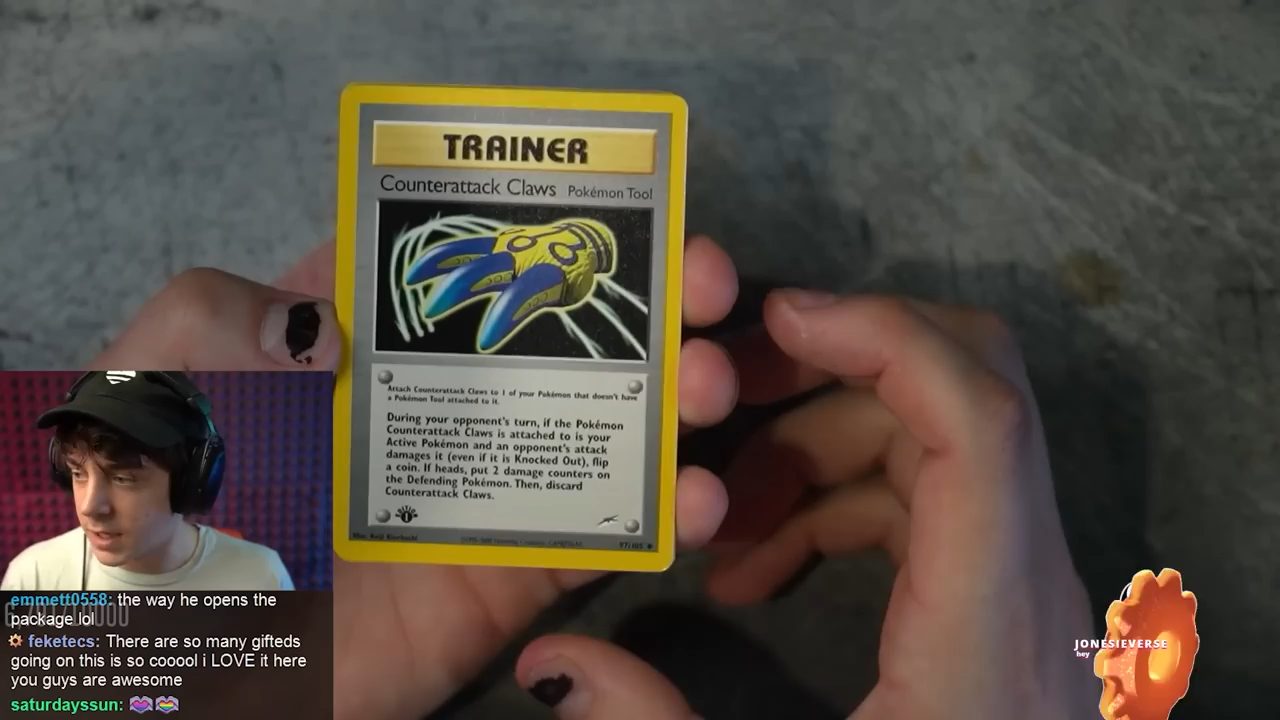 TRAINER
Counterattack Claws Pokémon Tool
Attach Counterattack Claws to 1 of your Pokémon that doesn't have
a Pokémon Tool attached to it.
During your opponent's turn, if the Pokémon
Counterattack Claws is attached to is your
Active Pokémon and an opponent's attack
damages it (even if it is Knocked Out), flip
a coin. If heads, put 2 damage counters on
the Defending Pokémon. Then, discard
Counterattack Claws.
1
97/105
emmett0558: the way he opens the
package lol
feketecs: There are so many gifteds
going on this is so cooool i LOVE it here
you guys are awesome
saturdayssun:
JONESIEVERSE
hey